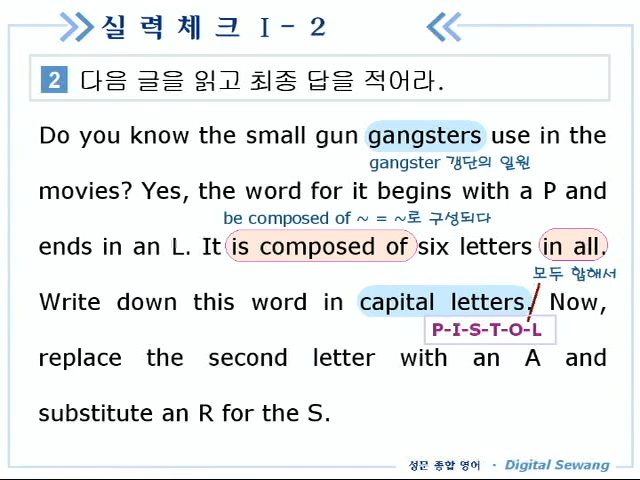 실 력 체 크 I - 2
2 다음 글을 읽고 최종 답을 적어라.
Do you know the small gun gangsters use in the
gangster 갱단의 일원
movies? Yes, the word for it begins with a P and
be composed of ~ = ~로 구성되다
ends in an L. It is composed of six letters in all.
모두 합해서
Write down this word in capital letters. Now,
P-I-S-T-O-L
replace the second letter with an A and
substitute an R for the S.
성문 종합 영어 · Digital Sewang